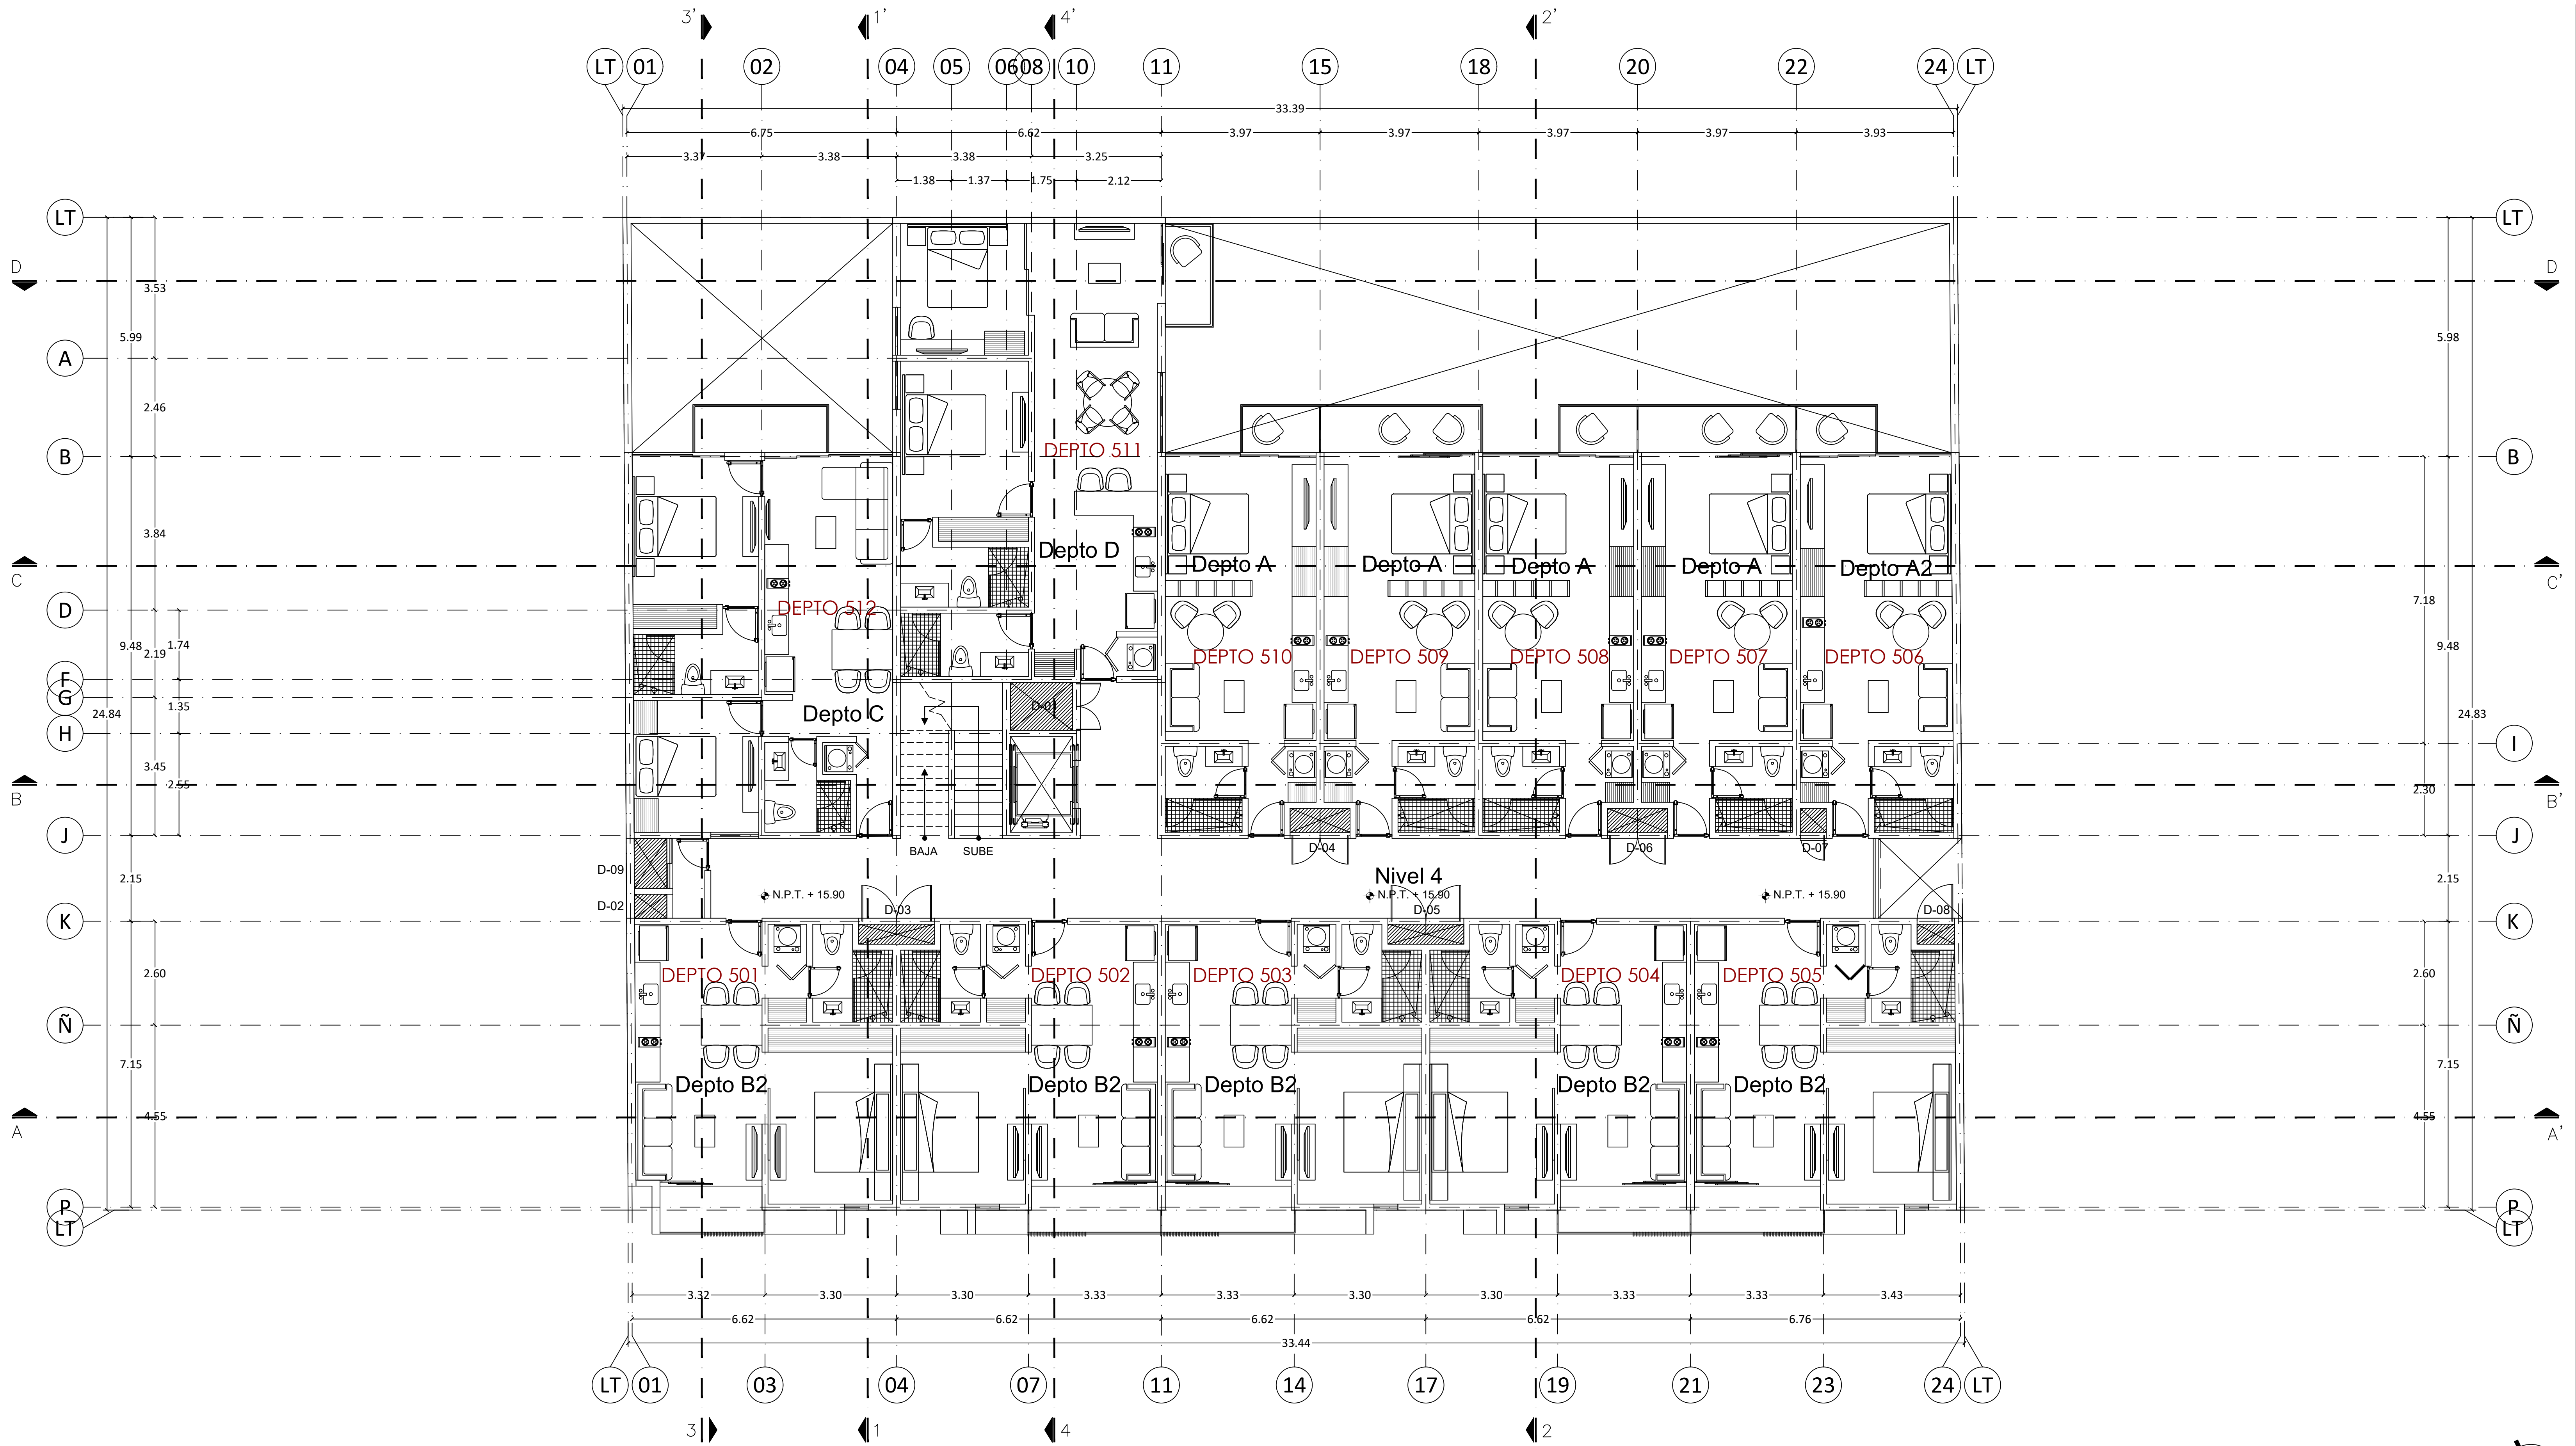 3' 1' 4' 2'
LT 01 02 04 05 06 08 10 11 15 18 20 22 24 LT
33.39
6.75 6.62 3.97 3.97 3.97 3.97 3.93
3.37 3.38 3.38 3.25
1.38 1.37 1.75 2.12
LT LT
D D
3.53
5.99 5.98
A
2.46
DEPTO 511
B B
3.84
Depto D
Depto A Depto A Depto A Depto A Depto A2
C C'
D
DEPTO 512
7.18
9.48 2.19 1.74 9.48
DEPTO 510 DEPTO 509 DEPTO 508 DEPTO 507 DEPTO 506
F
G
24.84 1.35 Depto C 24.83
H I
3.45
2.55 2.30
B B'
J J
BAJA SUBE D-04 D-06 D-07
D-09
2.15 Nivel 4 2.15
N.P.T. + 15.90 N.P.T. + 15.90 N.P.T. + 15.90
D-02 D-03 D-05 D-08
K K
2.60 DEPTO 501 DEPTO 502 DEPTO 503 DEPTO 504 DEPTO 505 2.60
Ñ Ñ
7.15 7.15
Depto B2 Depto B2 Depto B2 Depto B2 Depto B2
4.55 4.55
A A'
P P
LT LT
3.32 3.30 3.30 3.33 3.33 3.30 3.30 3.33 3.33 3.43
6.62 6.62 6.62 6.62 6.76
33.44
LT 01 03 04 07 11 14 17 19 21 23 24 LT
3 1 4 2